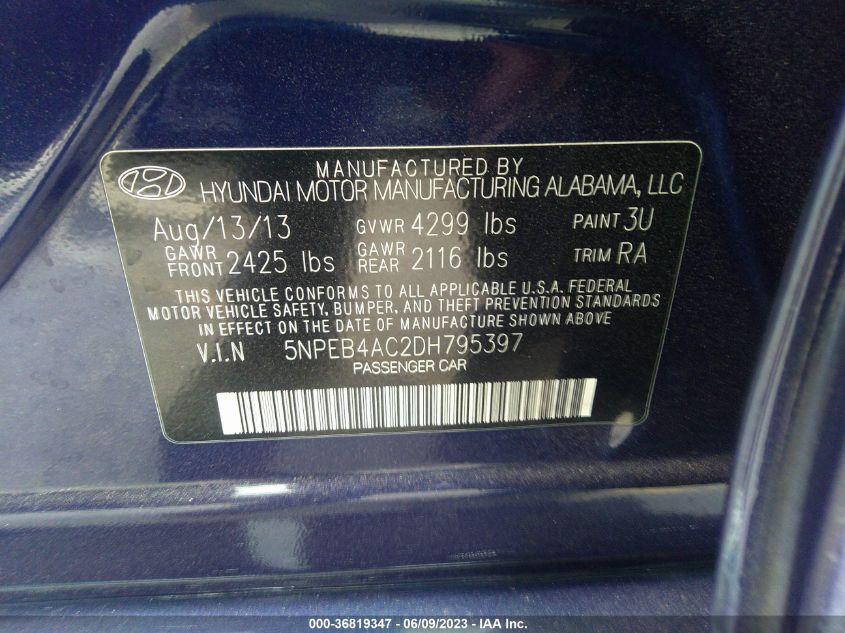 MANUFACTURED BY
HYUNDAI MOTOR MANUFACTURING ALABAMA, LLC
Aug/13/13 GVWR 4299 lbs PAINT 3U
GAWR FRONT 2425 lbs GAWR REAR 2116 lbs TRIM RA
THIS VEHICLE CONFORMS TO ALL APPLICABLE U.S.A. FEDERAL
MOTOR VEHICLE SAFETY, BUMPER, AND THEFT PREVENTION STANDARDS
IN EFFECT ON THE DATE OF MANUFACTURE SHOWN ABOVE.
V.I.N 5NPEB4AC2DH795397
PASSENGER CAR
000-36819347 - 06/09/2023 - IAA Inc.